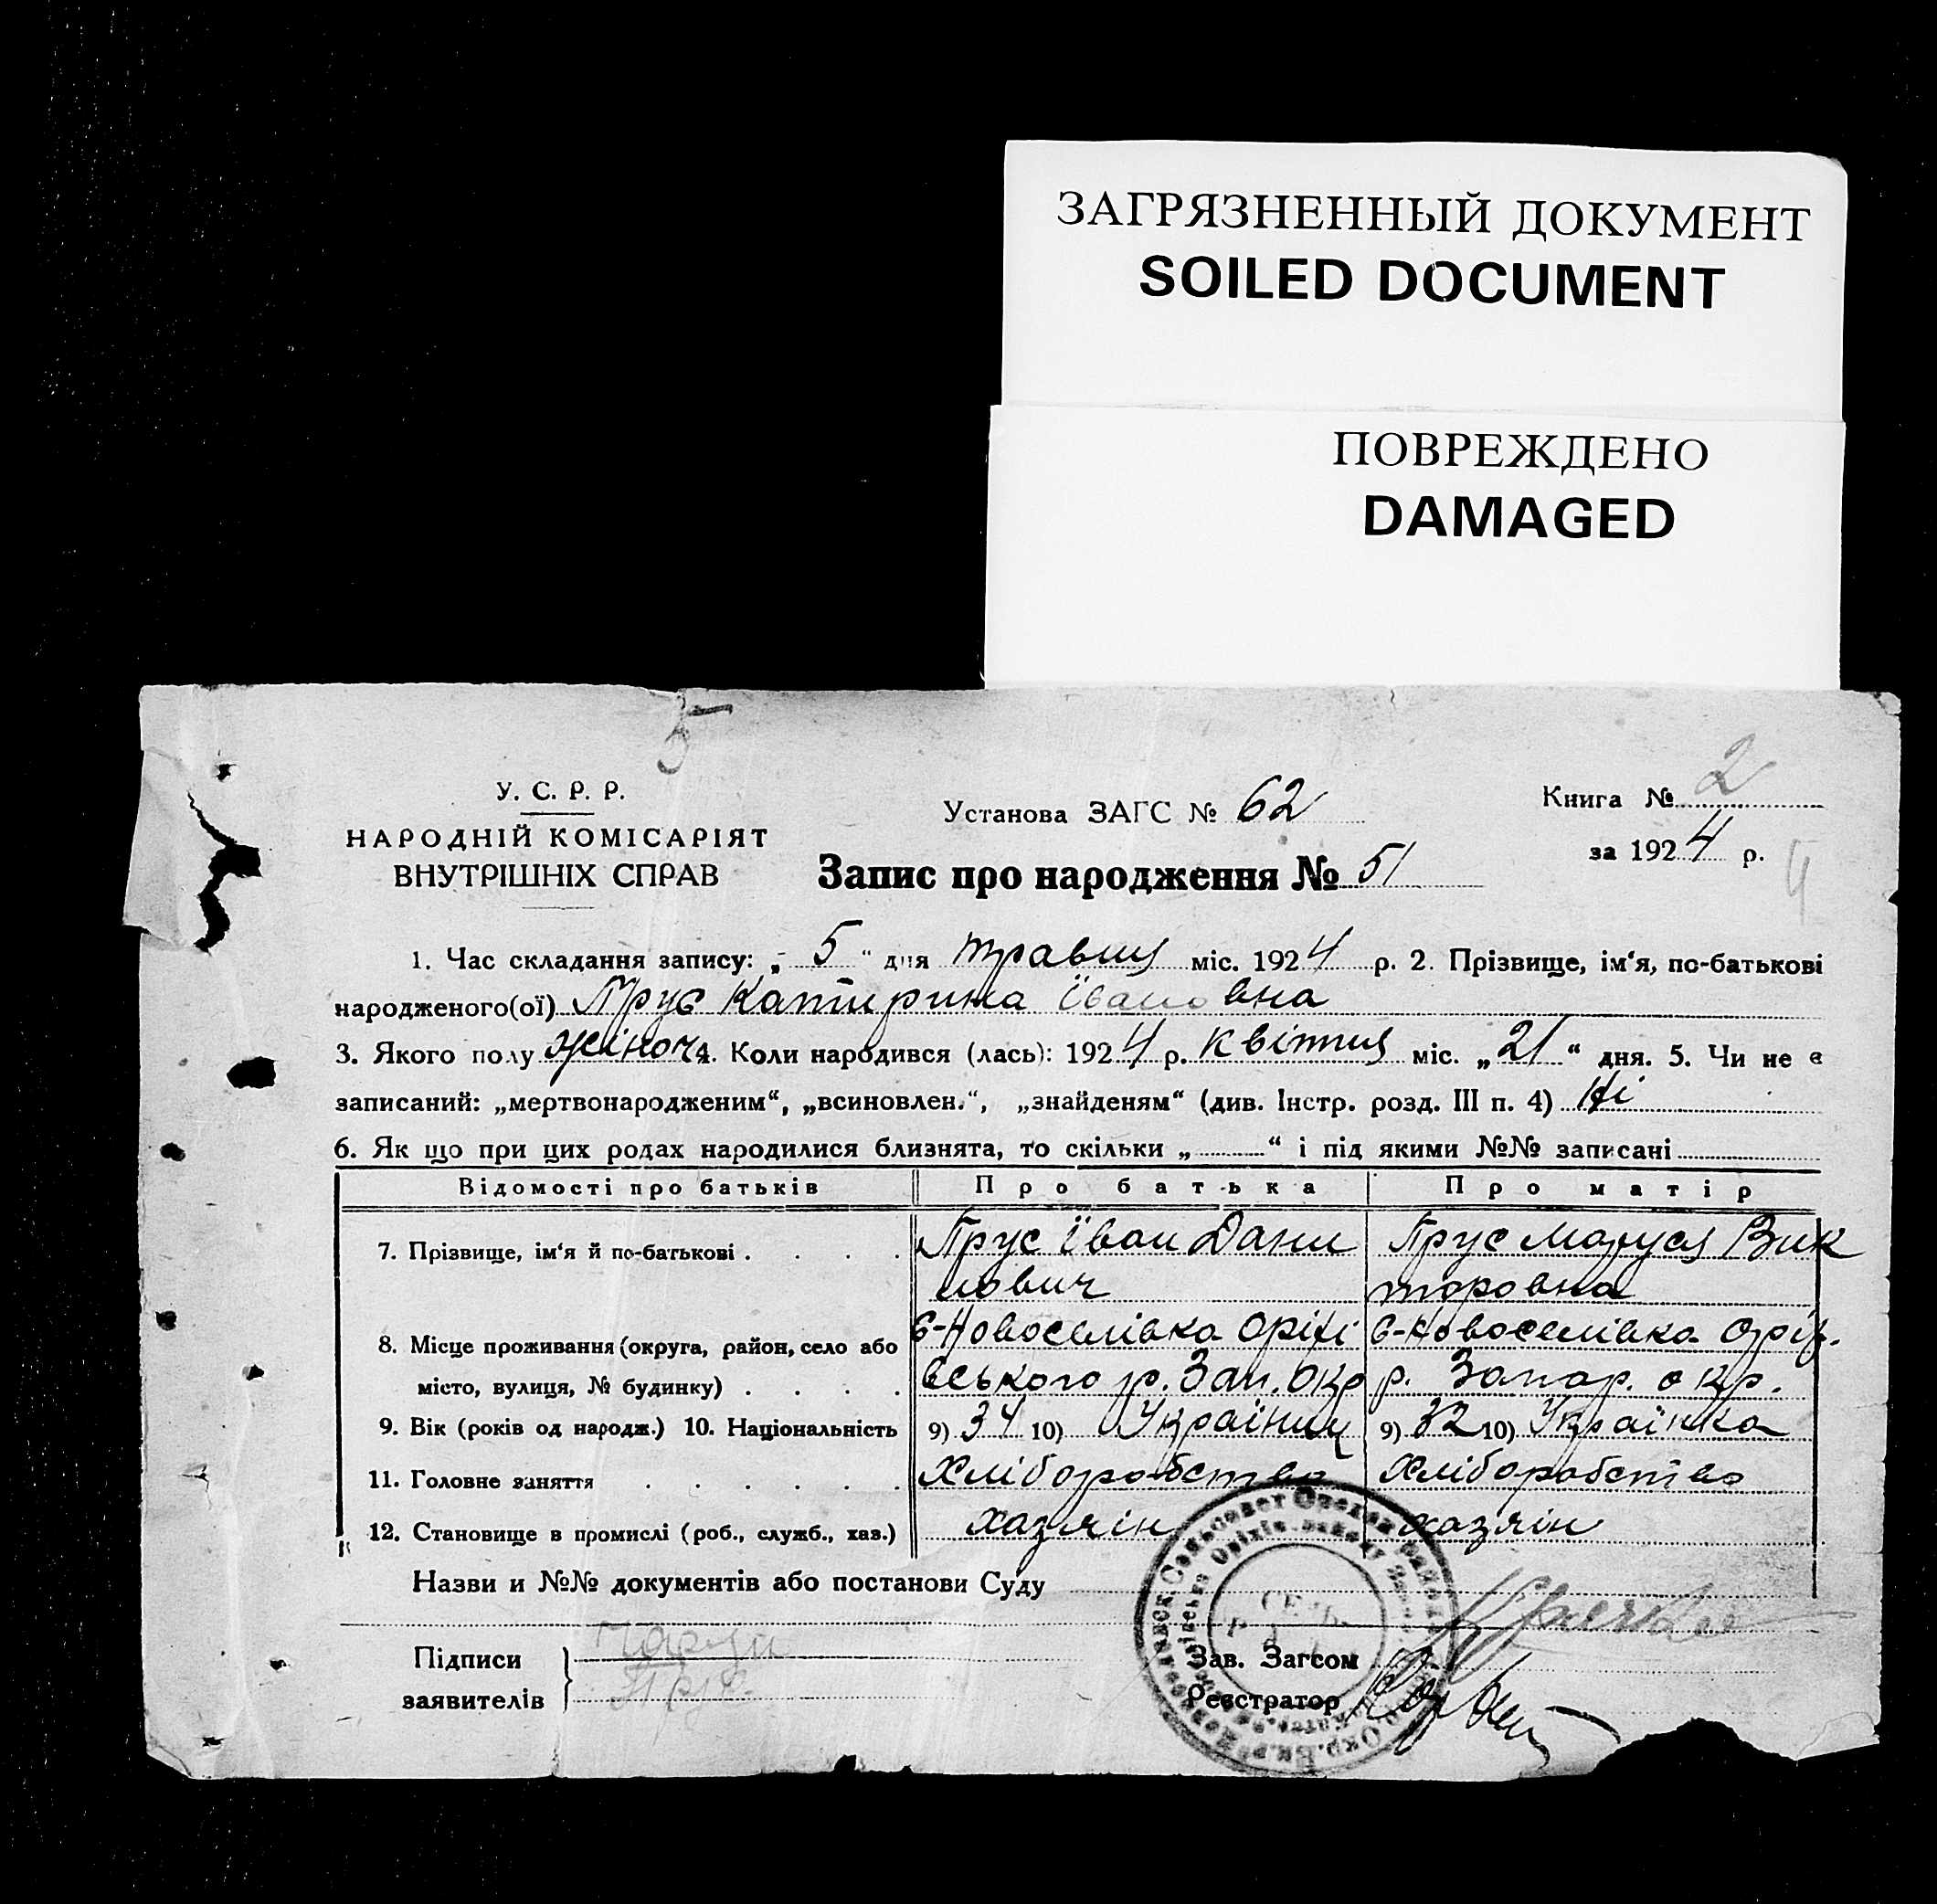 ЗАГРЯЗНЕННЫЙ ДОКУМЕНТ
SOILED DOCUMENT
ПОВРЕЖДЕНО
DAMAGED
5
У. С. Р. Р.
НАРОДНІЙ КОМІСАРІЯТ
ВНУТРІШНІХ СПРАВ
Установа ЗАГС № 62
Запис про народження № 51
Книга № 2
за 1924 р.
4
1. Час складання запису: „5“ дня травня міс. 1924 р. 2. Прізвище, ім‘я, по-батькові
народженого(ої) Прус Катирина Івановна
3. Якого полу жіноч. 4. Коли народився (лась): 1924 р. квітня міс. „21“ дня. 5. Чи не є
записаний: „мертвонародженим“, „всиновлен.“, „знайденям“ (див. Інстр. розд. III п. 4) Ні
6. Як що при цих родах народилися близнята, то скільки „ “ і під якими №№ записані
Відомості про батьків Про батька Про матір
7. Прізвище, ім‘я й по-батькові . . . . Прус Іван Дани Прус Маруся Вик
лович торовна
8. Місце проживання (округа, район, село або С-Новоселівка Оріхі С-Новоселівка Оріх.
місто, вулиця, № будинку) . . . . вського р. Зап. Окр р. Запор. окр.
9. Вік (років од народж.) 10. Національність 9) 34 10) Українец 9) 32 10) Українка
11. Головне заняття . . . . . . Хліборобство Хліборобство
12. Становище в промислі (роб., служб., хаз.) хазяїн хазяїн
Назви и №№ документів або постанови Суду
Підписи
заявителів
Прус
Зав. Загсом
Реєстратор